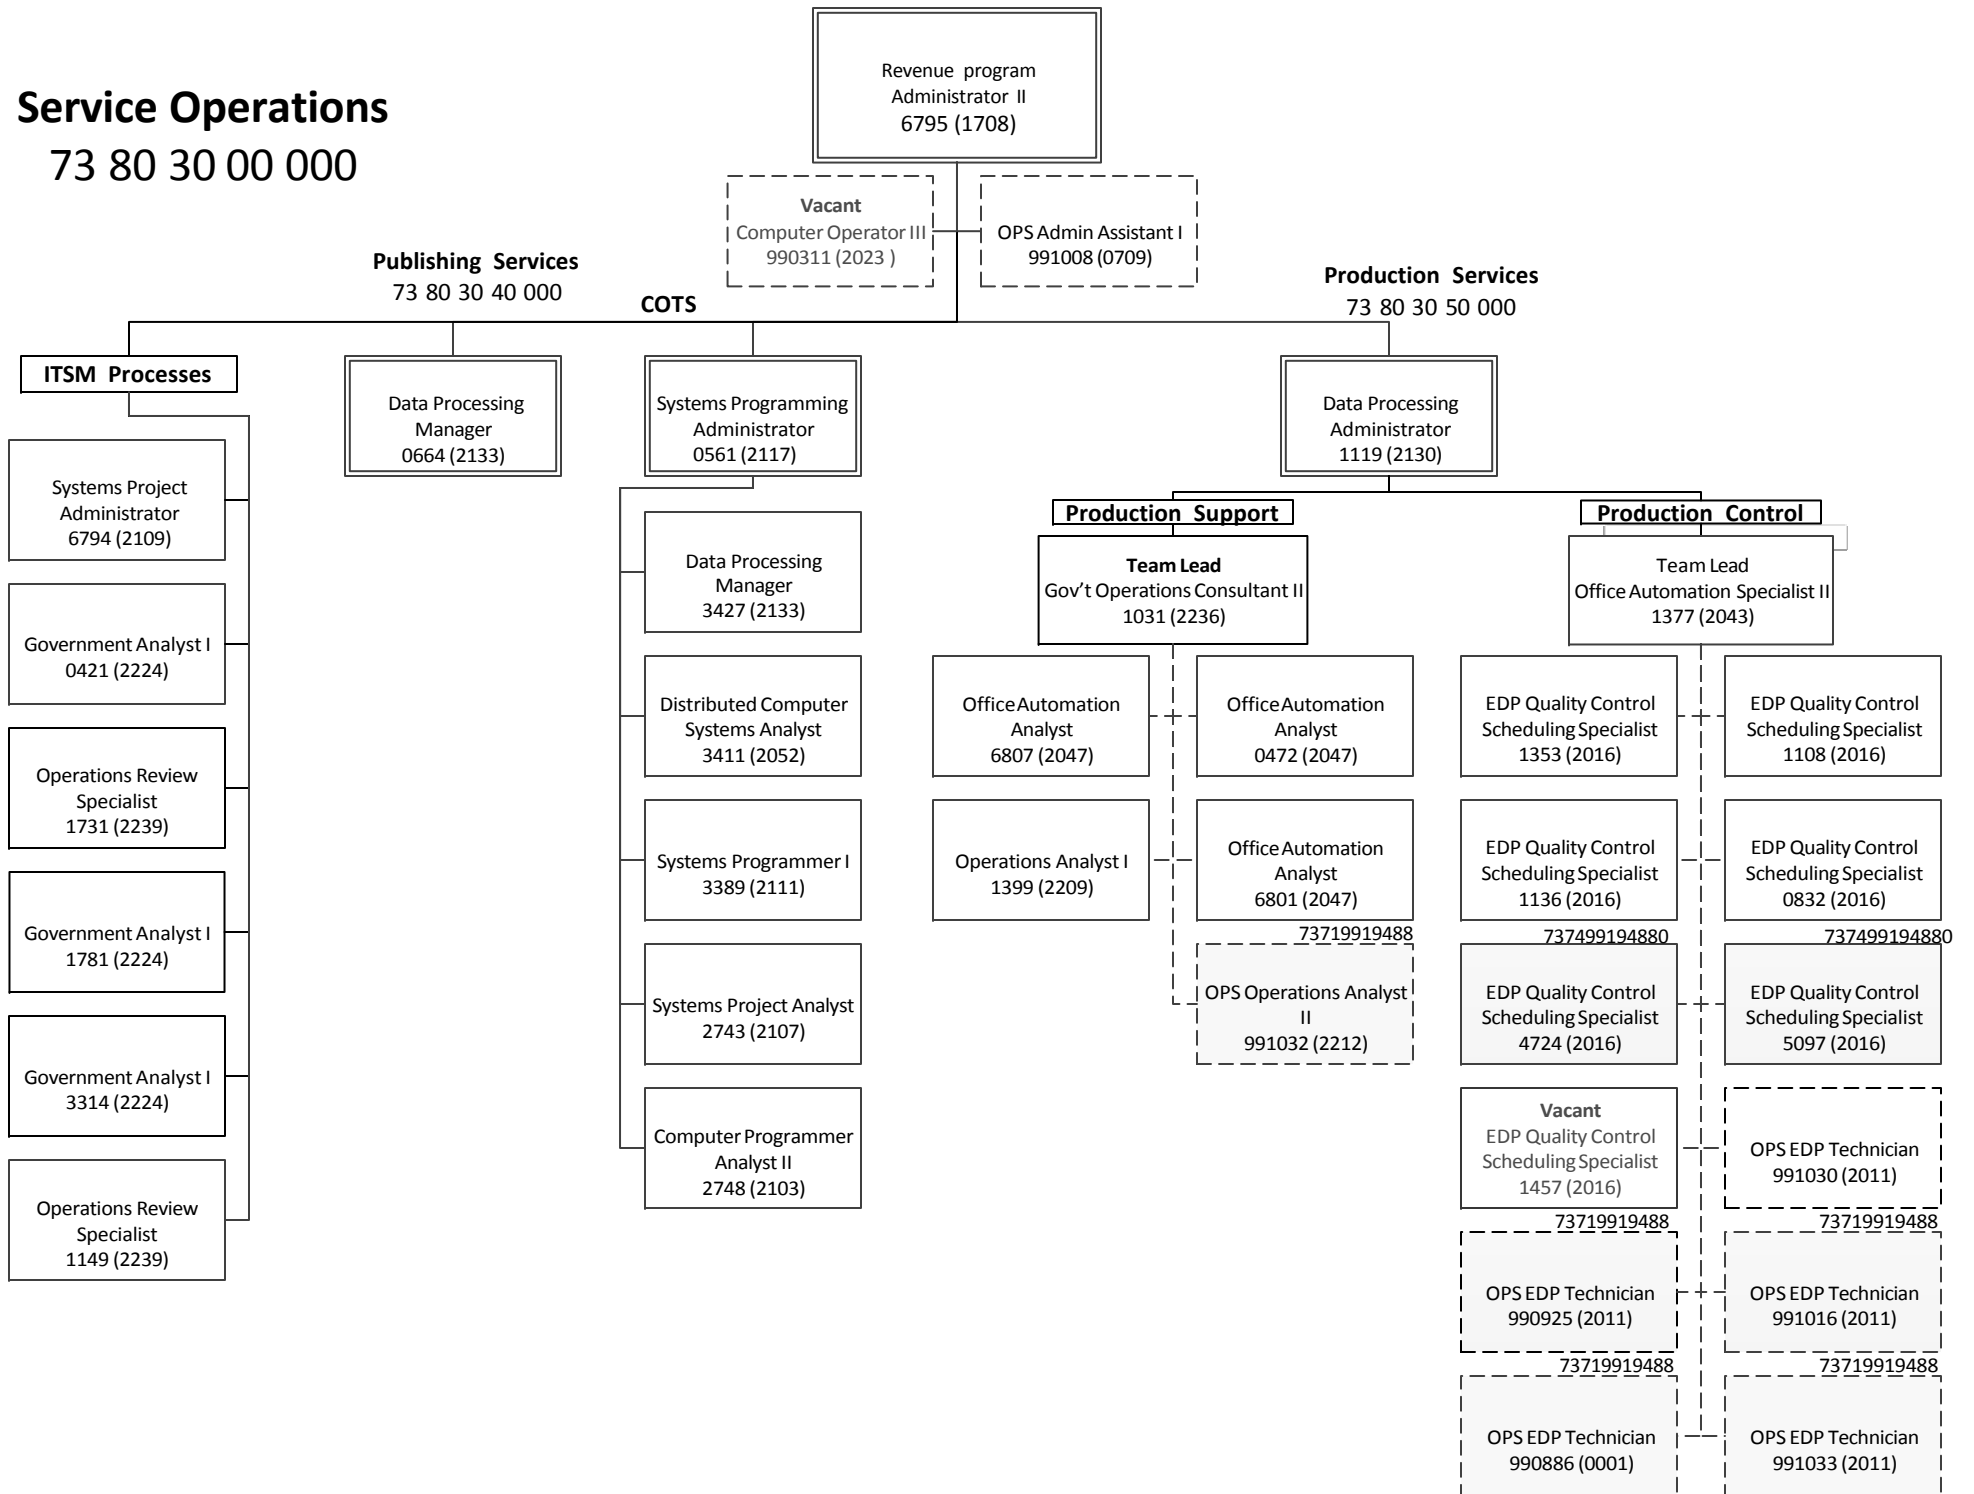 Service Operations
73 80 30 00 000
Revenue program
Administrator II
6795 (1708)
Vacant
Computer Operator III
990311 (2023 )
OPS Admin Assistant I
991008 (0709)
Publishing Services
73 80 30 40 000
COTS
Production Services
73 80 30 50 000
ITSM Processes
Systems Project
Administrator
6794 (2109)
Government Analyst I
0421 (2224)
Operations Review
Specialist
1731 (2239)
Government Analyst I
1781 (2224)
Government Analyst I
3314 (2224)
Operations Review
Specialist
1149 (2239)
Data Processing
Manager
0664 (2133)
Systems Programming
Administrator
0561 (2117)
Data Processing
Manager
3427 (2133)
Distributed Computer
Systems Analyst
3411 (2052)
Systems Programmer I
3389 (2111)
Systems Project Analyst
2743 (2107)
Computer Programmer
Analyst II
2748 (2103)
Data Processing
Administrator
1119 (2130)
Production Support
Team Lead
Gov't Operations Consultant II
1031 (2236)
Office Automation
Analyst
6807 (2047)
Office Automation
Analyst
0472 (2047)
Operations Analyst I
1399 (2209)
Office Automation
Analyst
6801 (2047)
73719919488
OPS Operations Analyst
II
991032 (2212)
Production Control
Team Lead
Office Automation Specialist II
1377 (2043)
EDP Quality Control
Scheduling Specialist
1353 (2016)
EDP Quality Control
Scheduling Specialist
1108 (2016)
EDP Quality Control
Scheduling Specialist
1136 (2016)
EDP Quality Control
Scheduling Specialist
0832 (2016)
737499194880
EDP Quality Control
Scheduling Specialist
4724 (2016)
737499194880
EDP Quality Control
Scheduling Specialist
5097 (2016)
Vacant
EDP Quality Control
Scheduling Specialist
1457 (2016)
OPS EDP Technician
991030 (2011)
73719919488
OPS EDP Technician
990925 (2011)
73719919488
OPS EDP Technician
991016 (2011)
73719919488
OPS EDP Technician
990886 (0001)
73719919488
OPS EDP Technician
991033 (2011)